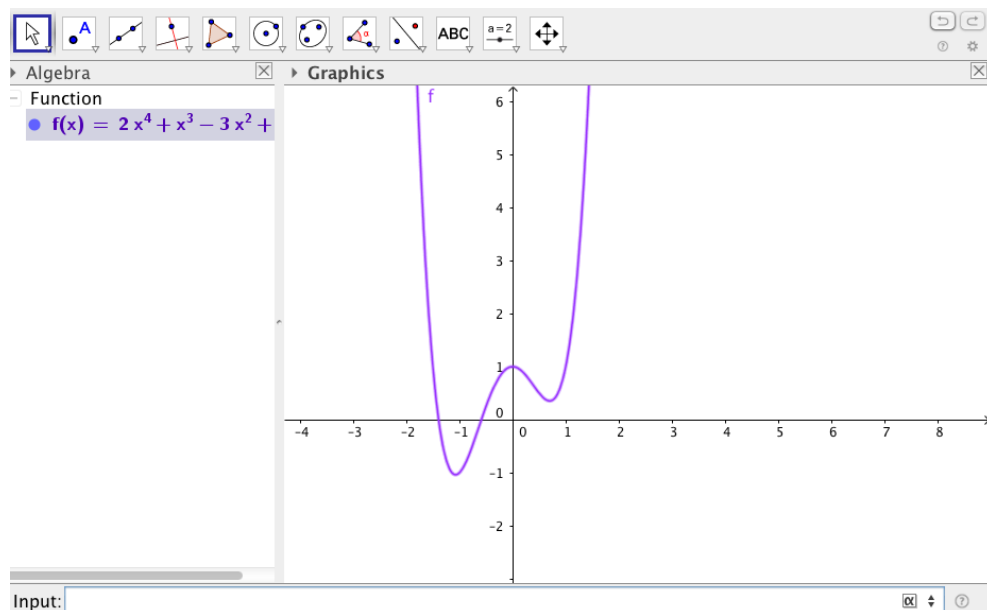 A
α
ABC
a=2
Algebra
Graphics
Function
f(x) = 2 x⁴ + x³ − 3 x² +
f
6
5
4
3
2
1
0
-4 -3 -2 -1 0 1 2 3 4 5 6 7 8
-1
-2
Input:
α